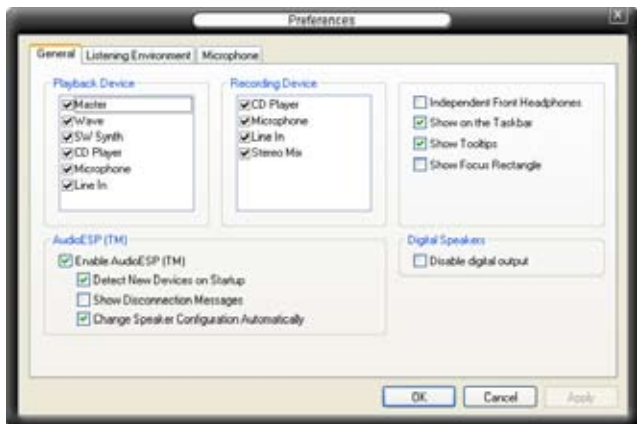 Preferences
X
General
Listening Environment
Microphone
Playback Device
Master
Wave
SW Synth
CD Player
Microphone
Line In
Recording Device
CD Player
Microphone
Line In
Stereo Mix
Independent Front Headphones
Show on the Taskbar
Show Tooltips
Show Focus Rectangle
AudioESP (TM)
Enable AudioESP (TM)
Detect New Devices on Startup
Show Disconnection Messages
Change Speaker Configuration Automatically
Digital Speakers
Disable digital output
OK
Cancel
Apply